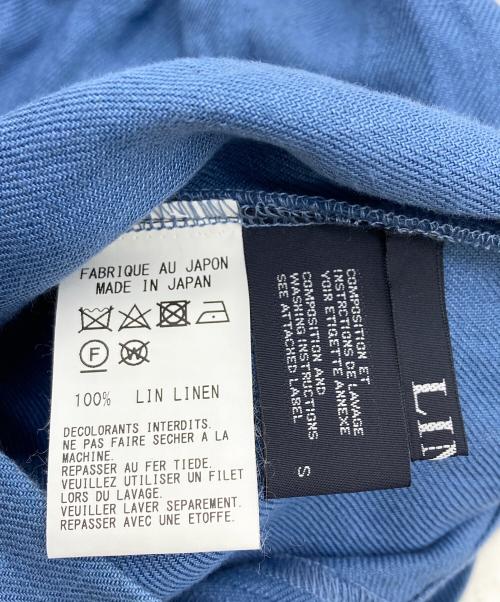 FABRIQUE AU JAPON
MADE IN JAPAN
F
W
100% LIN LINEN
DECOLORANTS INTERDITS.
NE PAS FAIRE SECHER A LA
MACHINE.
REPASSER AU FER TIEDE.
VEUILLEZ UTILISER UN FILET
LORS DU LAVAGE.
VEUILLER LAVER SEPAREMENT.
REPASSER AVEC UNE ETOFFE.
COMPOSITION ET
INSTRUCTIONS DE LAVAGE
VOIR ETIQUETTE ANNEXE
COMPOSITION AND
WASHING INSTRUCTIONS
SEE ATTACHED LABEL
S